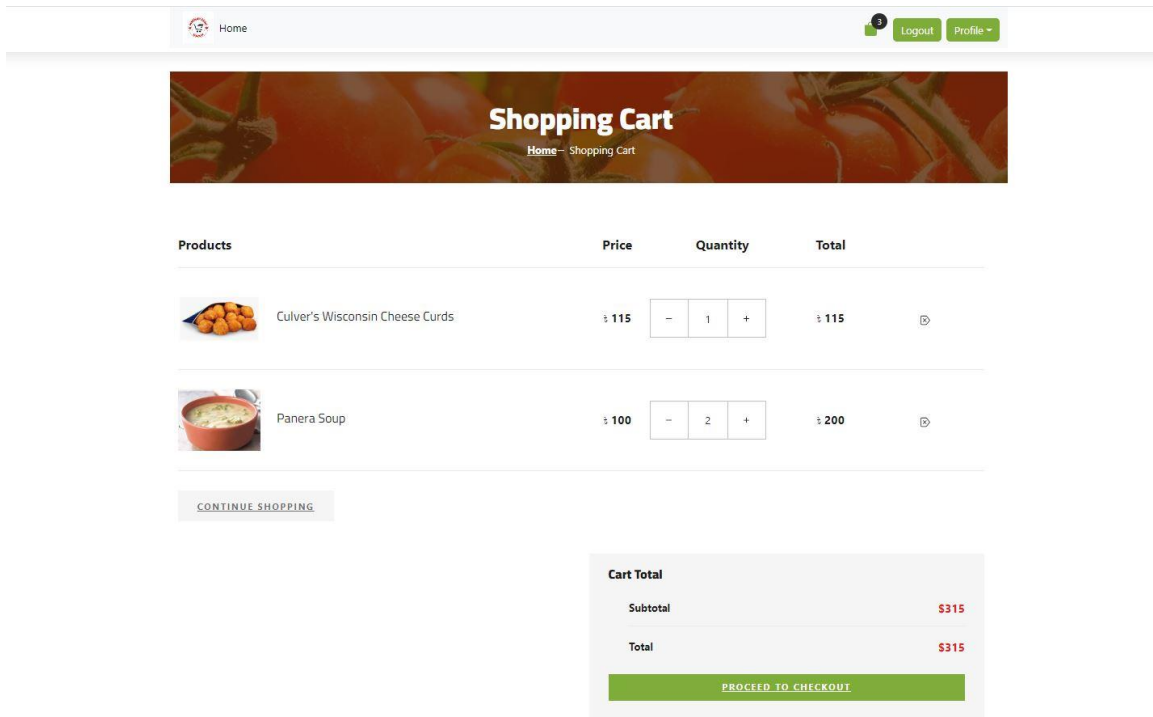 Home
3
Logout
Profile
Shopping Cart
Home– Shopping Cart
Products Price Quantity Total
Culver's Wisconsin Cheese Curds ৳ 115 – 1 + ৳ 115
Panera Soup ৳ 100 – 2 + ৳ 200
CONTINUE SHOPPING
Cart Total
Subtotal $315
Total $315
PROCEED TO CHECKOUT